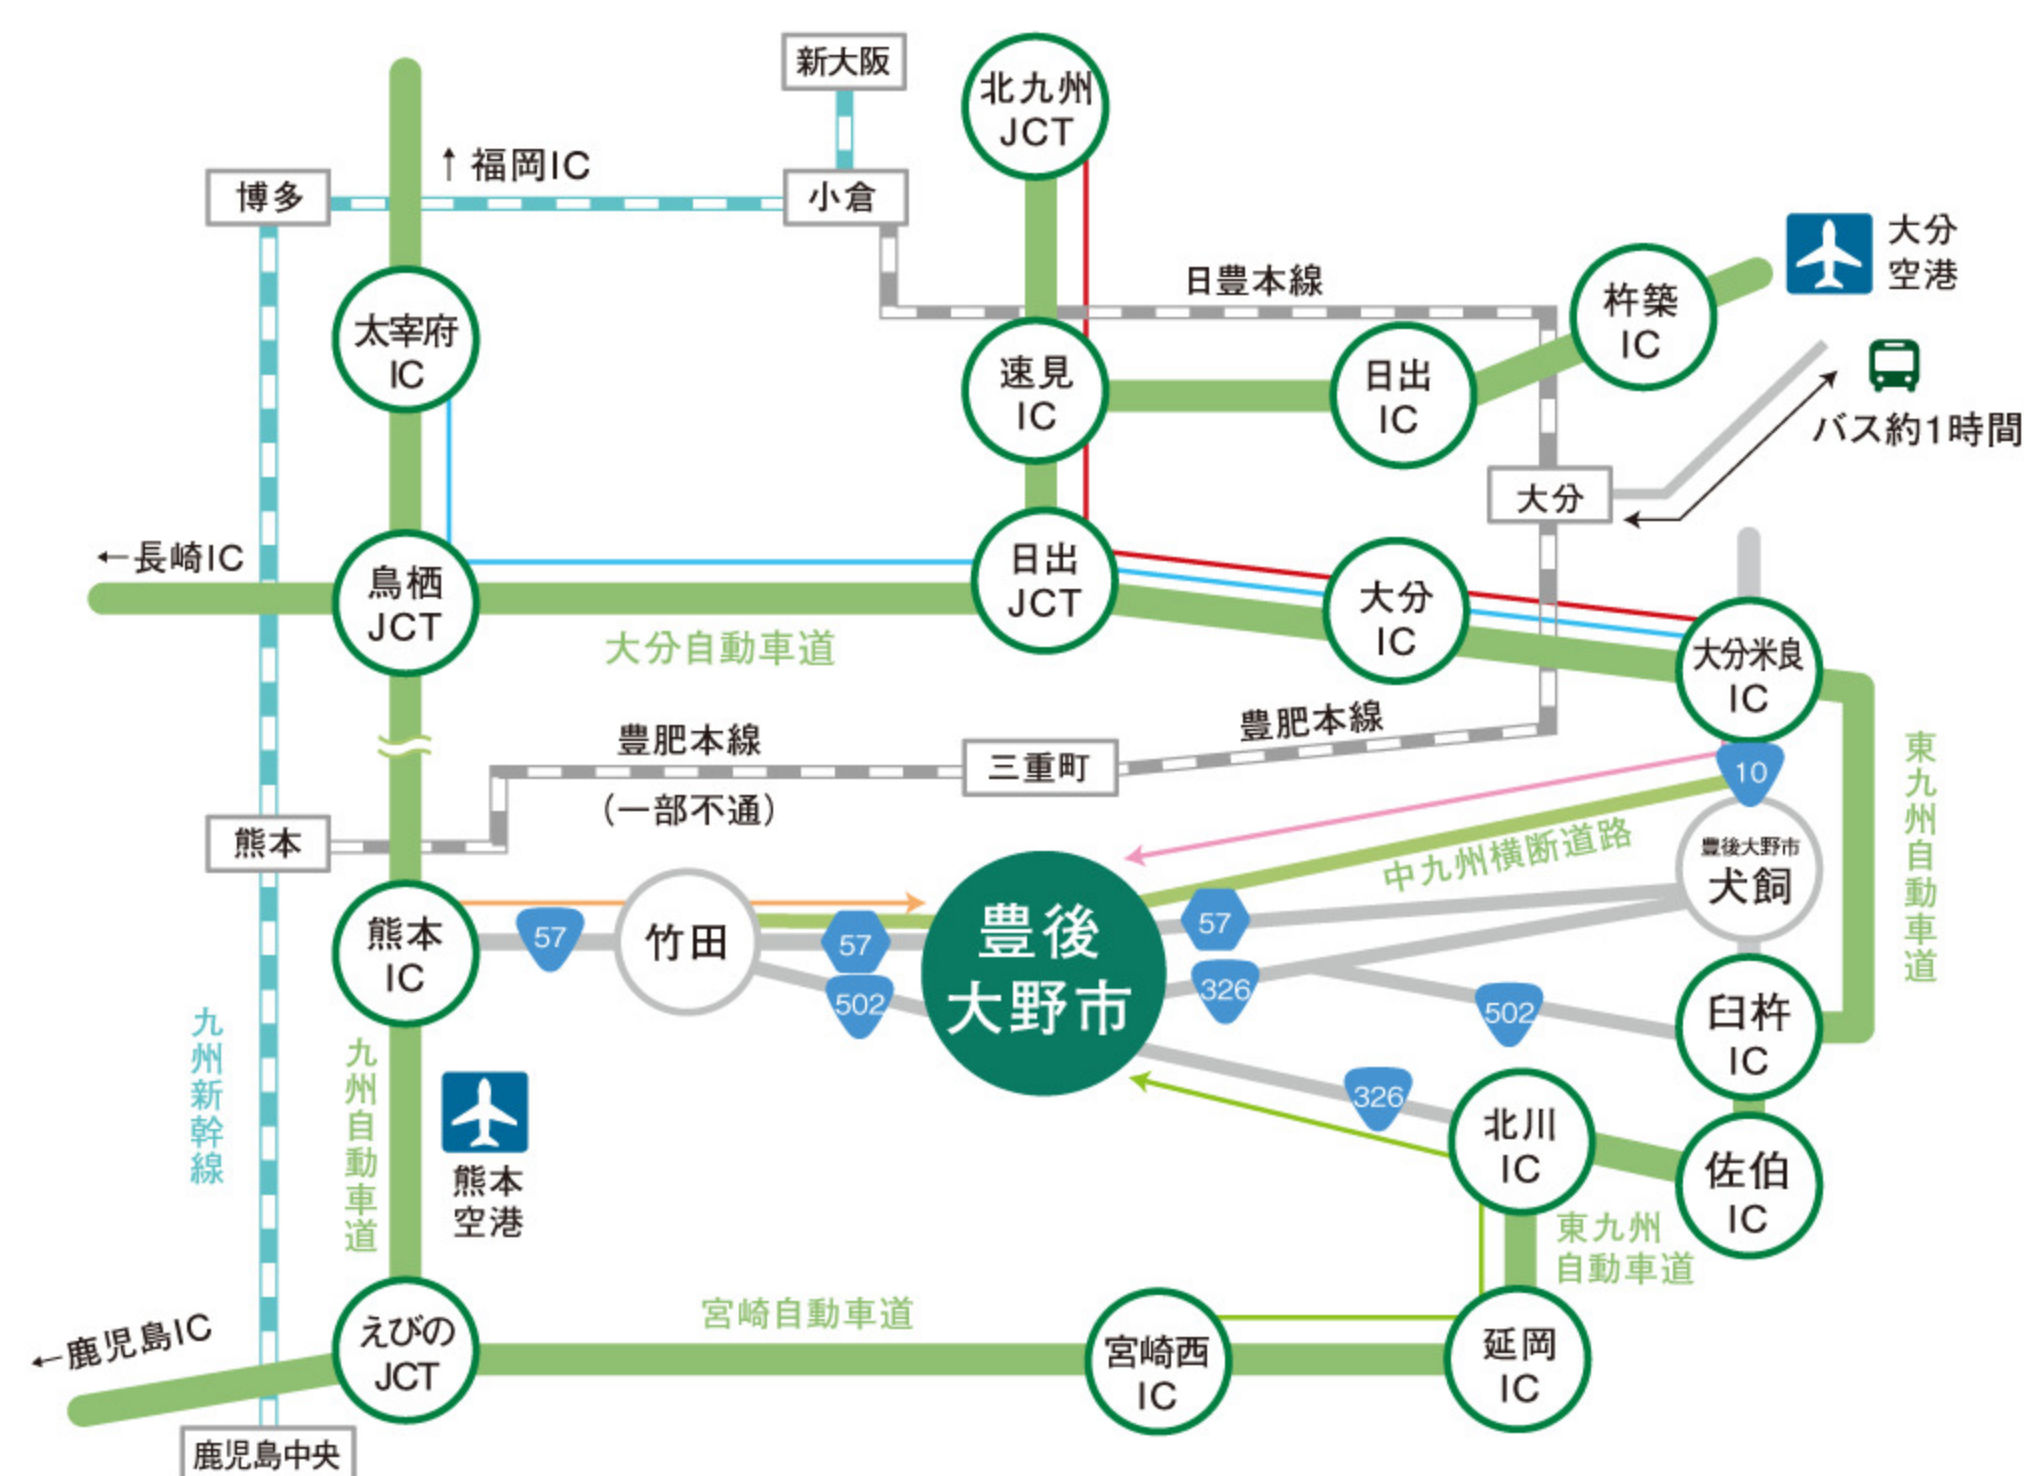 新大阪
北九州
JCT
↑福岡IC
博多
小倉
大分
空港
日豊本線
杵築
IC
太宰府
IC
速見
IC
日出
IC
バス約1時間
大分
←長崎IC
鳥栖
JCT
日出
JCT
大分
IC
大分自動車道
大分米良
IC
豊肥本線
豊肥本線
(一部不通)
三重町
10
東九州自動車道
熊本
中九州横断道路
豊後大野市
犬飼
熊本
IC
57
竹田
57
502
豊後
大野市
57
326
502
臼杵
IC
九州新幹線
九州自動車道
熊本
空港
326
北川
IC
佐伯
IC
東九州
自動車道
宮崎自動車道
←鹿児島IC
えびの
JCT
宮崎西
IC
延岡
IC
鹿児島中央